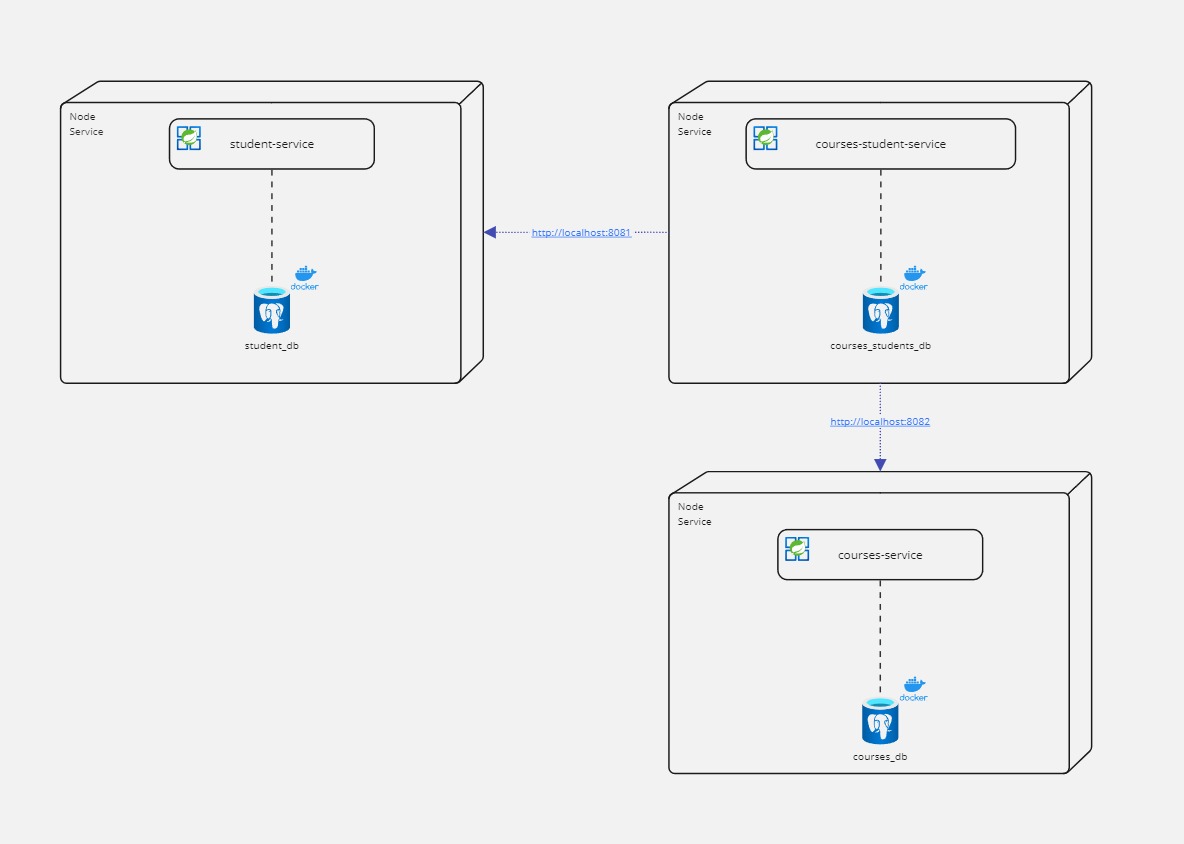 Node
Service
student-service
docker
student_db
http://localhost:8081
Node
Service
courses-student-service
docker
courses_students_db
http://localhost:8082
Node
Service
courses-service
docker
courses_db